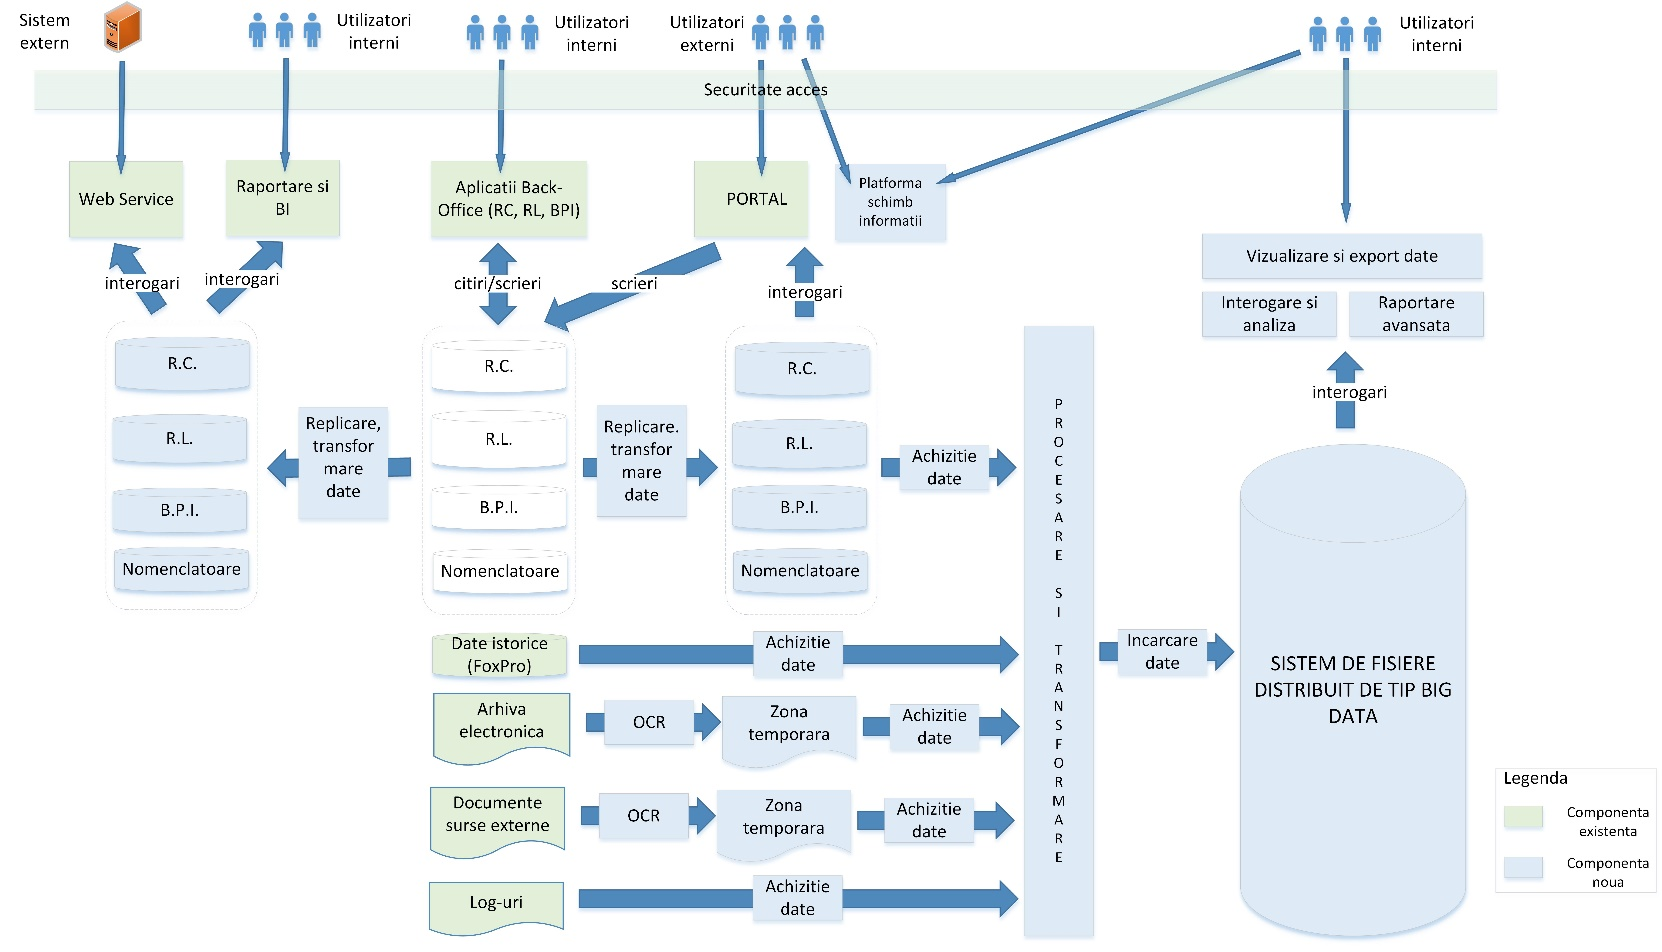 Sistem
extern
Utilizatori
interni
Utilizatori
interni
Utilizatori
externi
Utilizatori
interni
Securitate acces
Web Service
Raportare si
BI
Aplicatii Back-
Office (RC, RL, BPI)
PORTAL
Platforma
schimb
informatii
Vizualizare si export date
Interogare si
analiza
Raportare
avansata
interogari
interogari
citiri/scrieri
scrieri
interogari
interogari
R.C.
R.L.
B.P.I.
Nomenclatoare
Replicare,
transfor
mare
date
R.C.
R.L.
B.P.I.
Nomenclatoare
Replicare.
transfor
mare
date
R.C.
R.L.
B.P.I.
Nomenclatoare
Achizitie
date
Date istorice
(FoxPro)
Achizitie
date
Arhiva
electronica
OCR
Zona
temporara
Achizitie
date
Documente
surse externe
OCR
Zona
temporara
Achizitie
date
Log-uri
Achizitie
date
PROCESARE SI TRANSFORMARE
Incarcare
date
SISTEM DE FISIERE
DISTRIBUIT DE TIP BIG
DATA
Legenda
Componenta
existenta
Componenta
noua